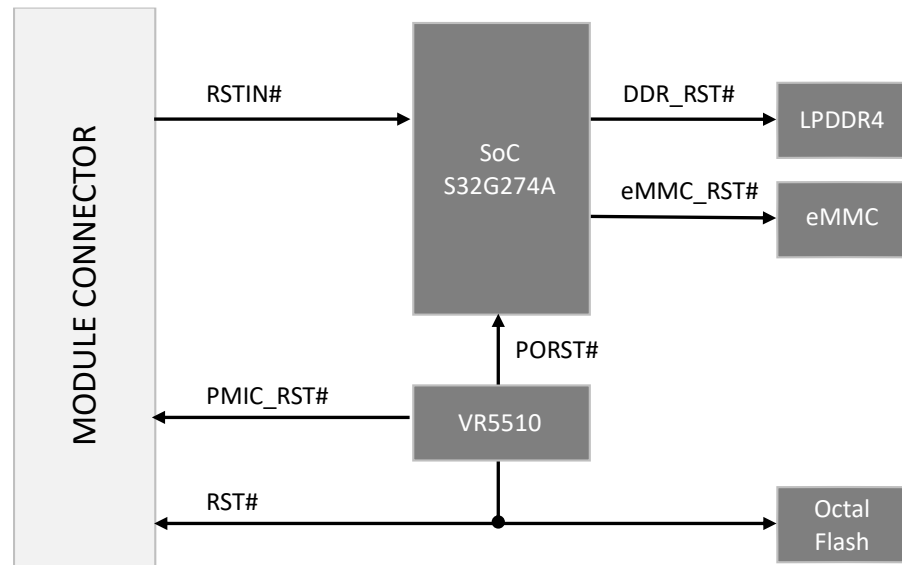 MODULE CONNECTOR
RSTIN#
SoC
S32G274A
DDR_RST#
LPDDR4
eMMC_RST#
eMMC
PORST#
PMIC_RST#
VR5510
RST#
Octal
Flash